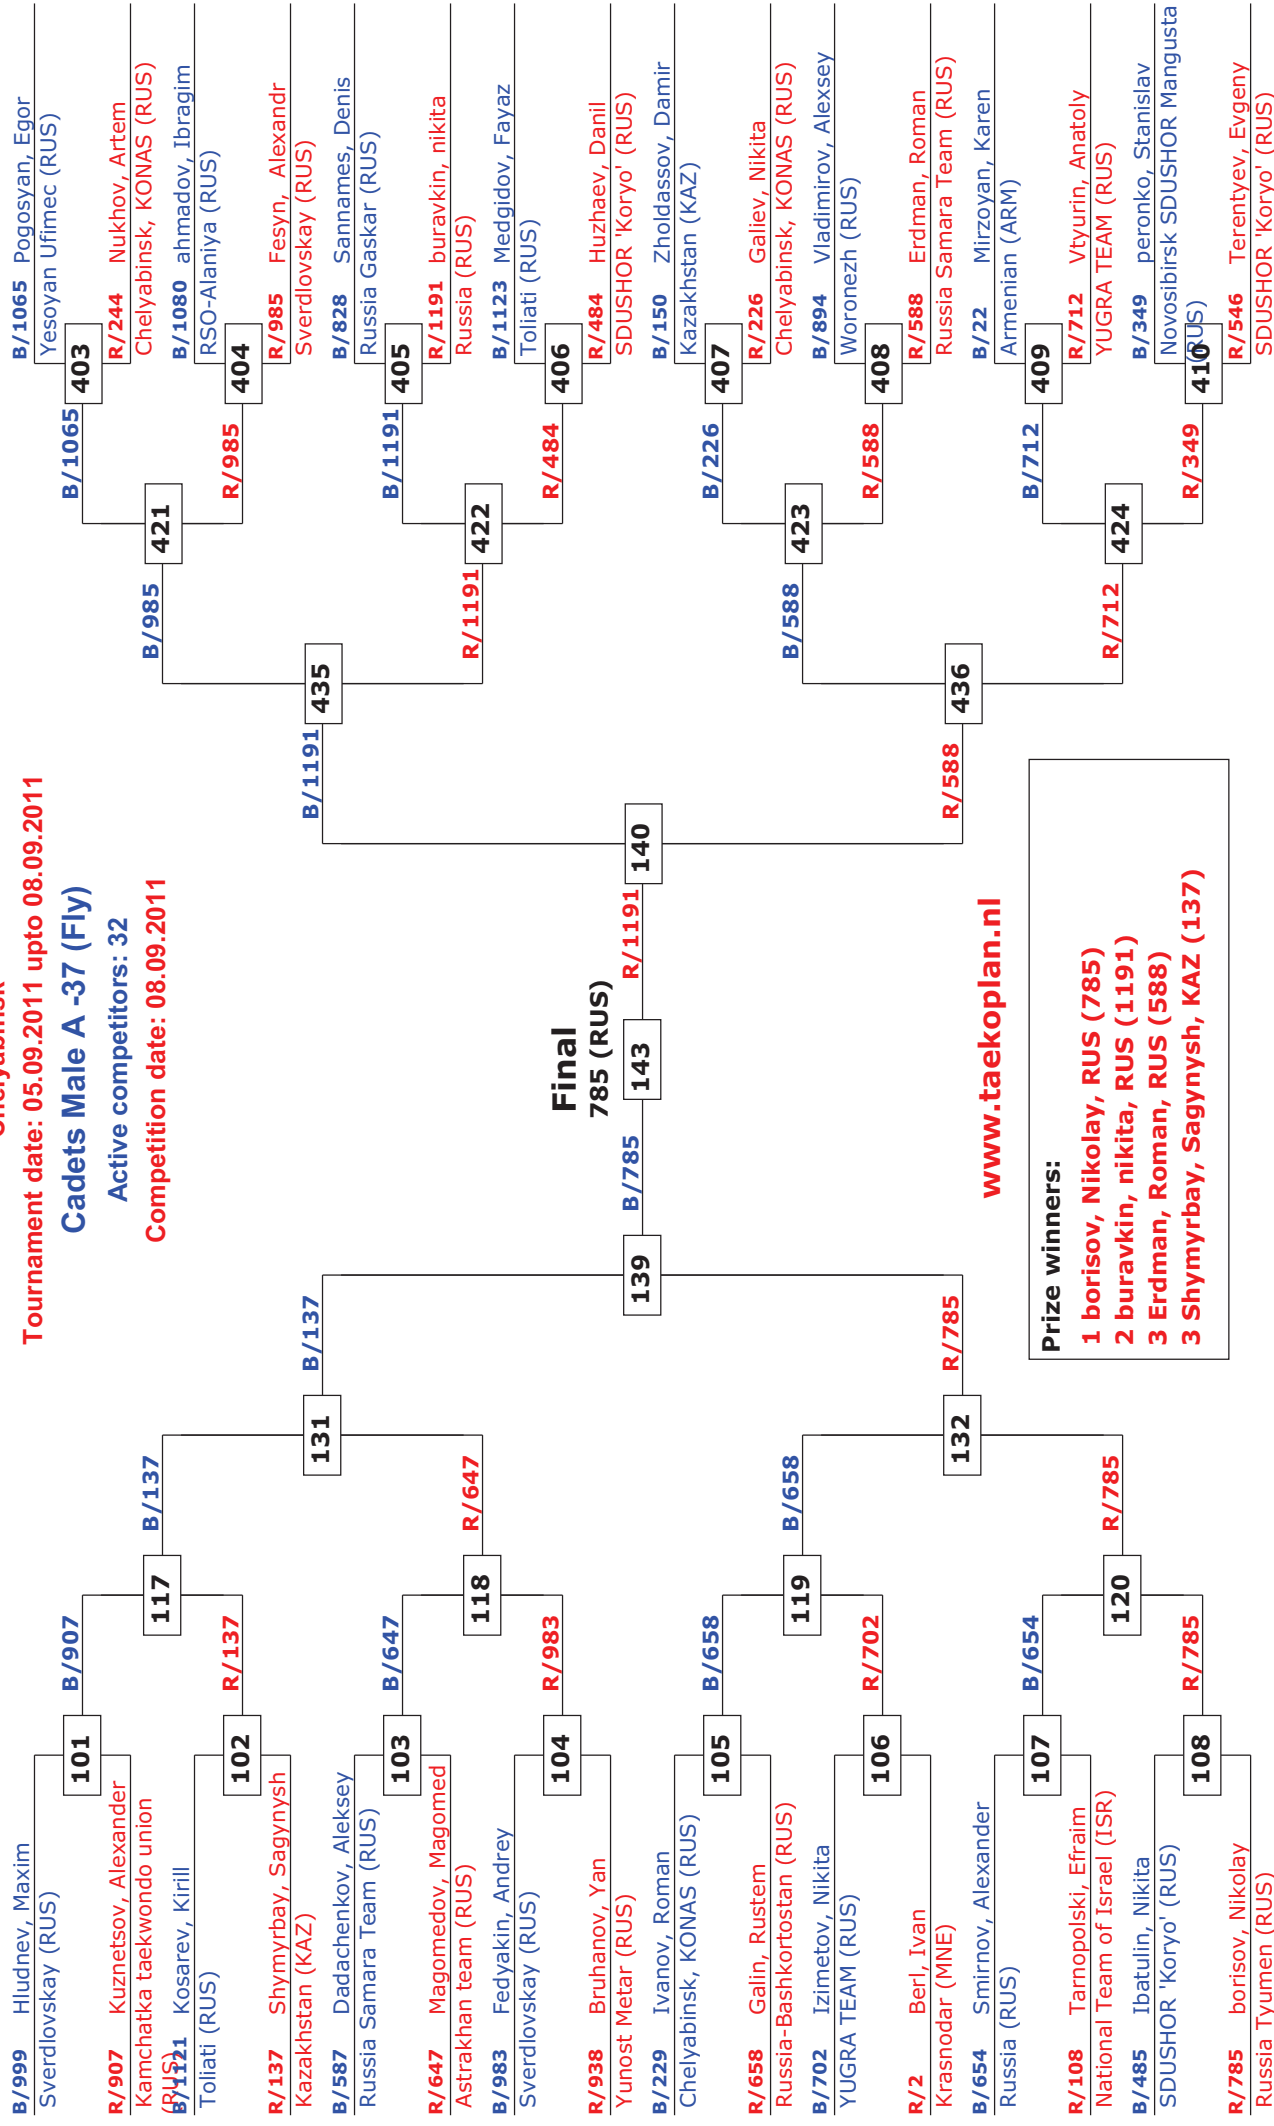 Chelyabinsk
Tournament date: 05.09.2011 upto 08.09.2011
Cadets Male A -37 (Fly)
Active competitors: 32
Competition date: 08.09.2011
B/999 Hludnev, Maxim
Sverdlovskay (RUS)
101
B/907
R/907 Kuznetsov, Alexander
Kamchatka taekwondo union
(RUS)
117
B/137
B/1121 Kosarev, Kirill
Toliati (RUS)
102
R/137
R/137 Shymyrbay, Sagynysh
Kazakhstan (KAZ)
131
B/137
B/587 Dadachenkov, Aleksey
Russia Samara Team (RUS)
103
B/647
R/647 Magomedov, Magomed
Astrakhan team (RUS)
118
R/647
B/983 Fedyakin, Andrey
Sverdlovskay (RUS)
104
R/983
R/938 Bruhanov, Yan
Yunost Metar (RUS)
139
B/785
B/229 Ivanov, Roman
Chelyabinsk, KONAS (RUS)
105
B/658
R/658 Galin, Rustem
Russia-Bashkortostan (RUS)
119
B/658
B/702 Izimetov, Nikita
YUGRA TEAM (RUS)
106
R/702
R/2 Berl, Ivan
Krasnodar (MNE)
132
R/785
B/654 Smirnov, Alexander
Russia (RUS)
107
B/654
R/108 Tarnopolski, Efraim
National Team of Israel (ISR)
120
R/785
B/485 Ibatulin, Nikita
SDUSHOR 'Koryo' (RUS)
108
R/785
R/785 borisov, Nikolay
Russia Tyumen (RUS)
Final
785 (RUS)
143
R/1191
140
B/1065 Pogosyan, Egor
Yesoyan Ufimec (RUS)
403
B/1065
R/244 Nukhov, Artem
Chelyabinsk, KONAS (RUS)
421
B/985
B/1080 ahmadov, Ibragim
RSO-Alaniya (RUS)
404
R/985
R/985 Fesyn, Alexandr
Sverdlovskay (RUS)
435
B/1191
B/828 Sannames, Denis
Russia Gaskar (RUS)
405
B/1191
R/1191 buravkin, nikita
Russia (RUS)
422
R/1191
B/1123 Medgidov, Fayaz
Toliati (RUS)
406
R/484
R/484 Huzhaev, Danil
SDUSHOR 'Koryo' (RUS)
B/150 Zholdassov, Damir
Kazakhstan (KAZ)
407
B/226
R/226 Galiev, Nikita
Chelyabinsk, KONAS (RUS)
423
B/588
B/894 Vladimirov, Alexsey
Woronezh (RUS)
408
R/588
R/588 Erdman, Roman
Russia Samara Team (RUS)
436
R/588
B/22 Mirzoyan, Karen
Armenian (ARM)
409
B/712
R/712 Vtyurin, Anatoly
YUGRA TEAM (RUS)
424
R/712
B/349 peronko, Stanislav
Novosibirsk SDUSHOR Mangusta
(RUS)
410
R/349
R/546 Terentyev, Evgeny
SDUSHOR 'Koryo' (RUS)
www.taekoplan.nl
Prize winners:
1 borisov, Nikolay, RUS (785)
2 buravkin, nikita, RUS (1191)
3 Erdman, Roman, RUS (588)
3 Shymyrbay, Sagynysh, KAZ (137)